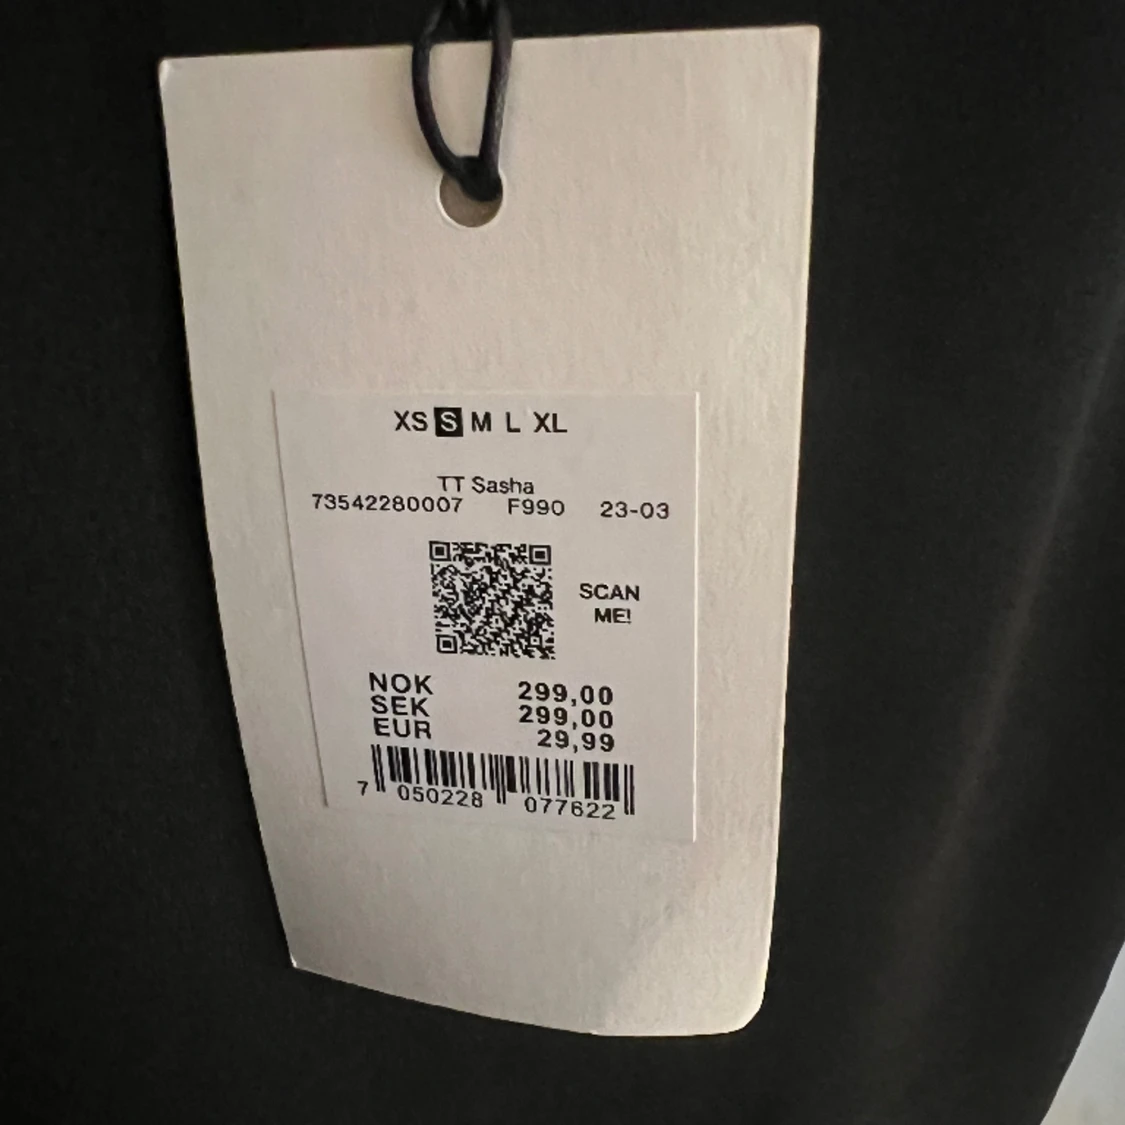 XS S M L XL
TT Sasha
73542280007 F990 23-03
SCAN
ME!
NOK 299,00
SEK 299,00
EUR 29,99
7 050228 077622